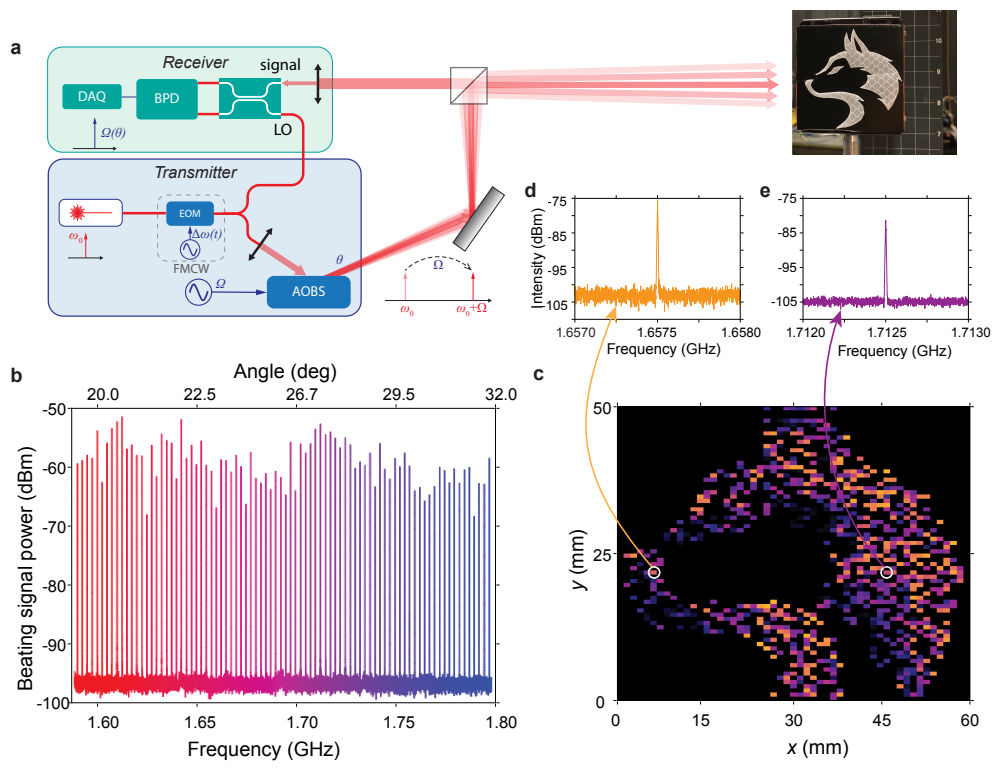 a
Receiver
signal
DAQ
BPD
LO
Ω(θ)
Transmitter
EOM
Δω(t)
FMCW
ω₀
Ω
AOBS
θ
Ω
ω₀
ω₀+Ω
10
9
8
7
d
-75
-85
-95
-105
Intensity (dBm)
1.6570
1.6575
1.6580
Frequency (GHz)
e
-75
-85
-95
-105
1.7120
1.7125
1.7130
Frequency (GHz)
b
Angle (deg)
20.0 22.5 26.7 29.5 32.0
-50
-60
-70
-80
-90
-100
Beating signal power (dBm)
1.60 1.65 1.70 1.75 1.80
Frequency (GHz)
c
50
25
0
y (mm)
0 15 30 45 60
x (mm)